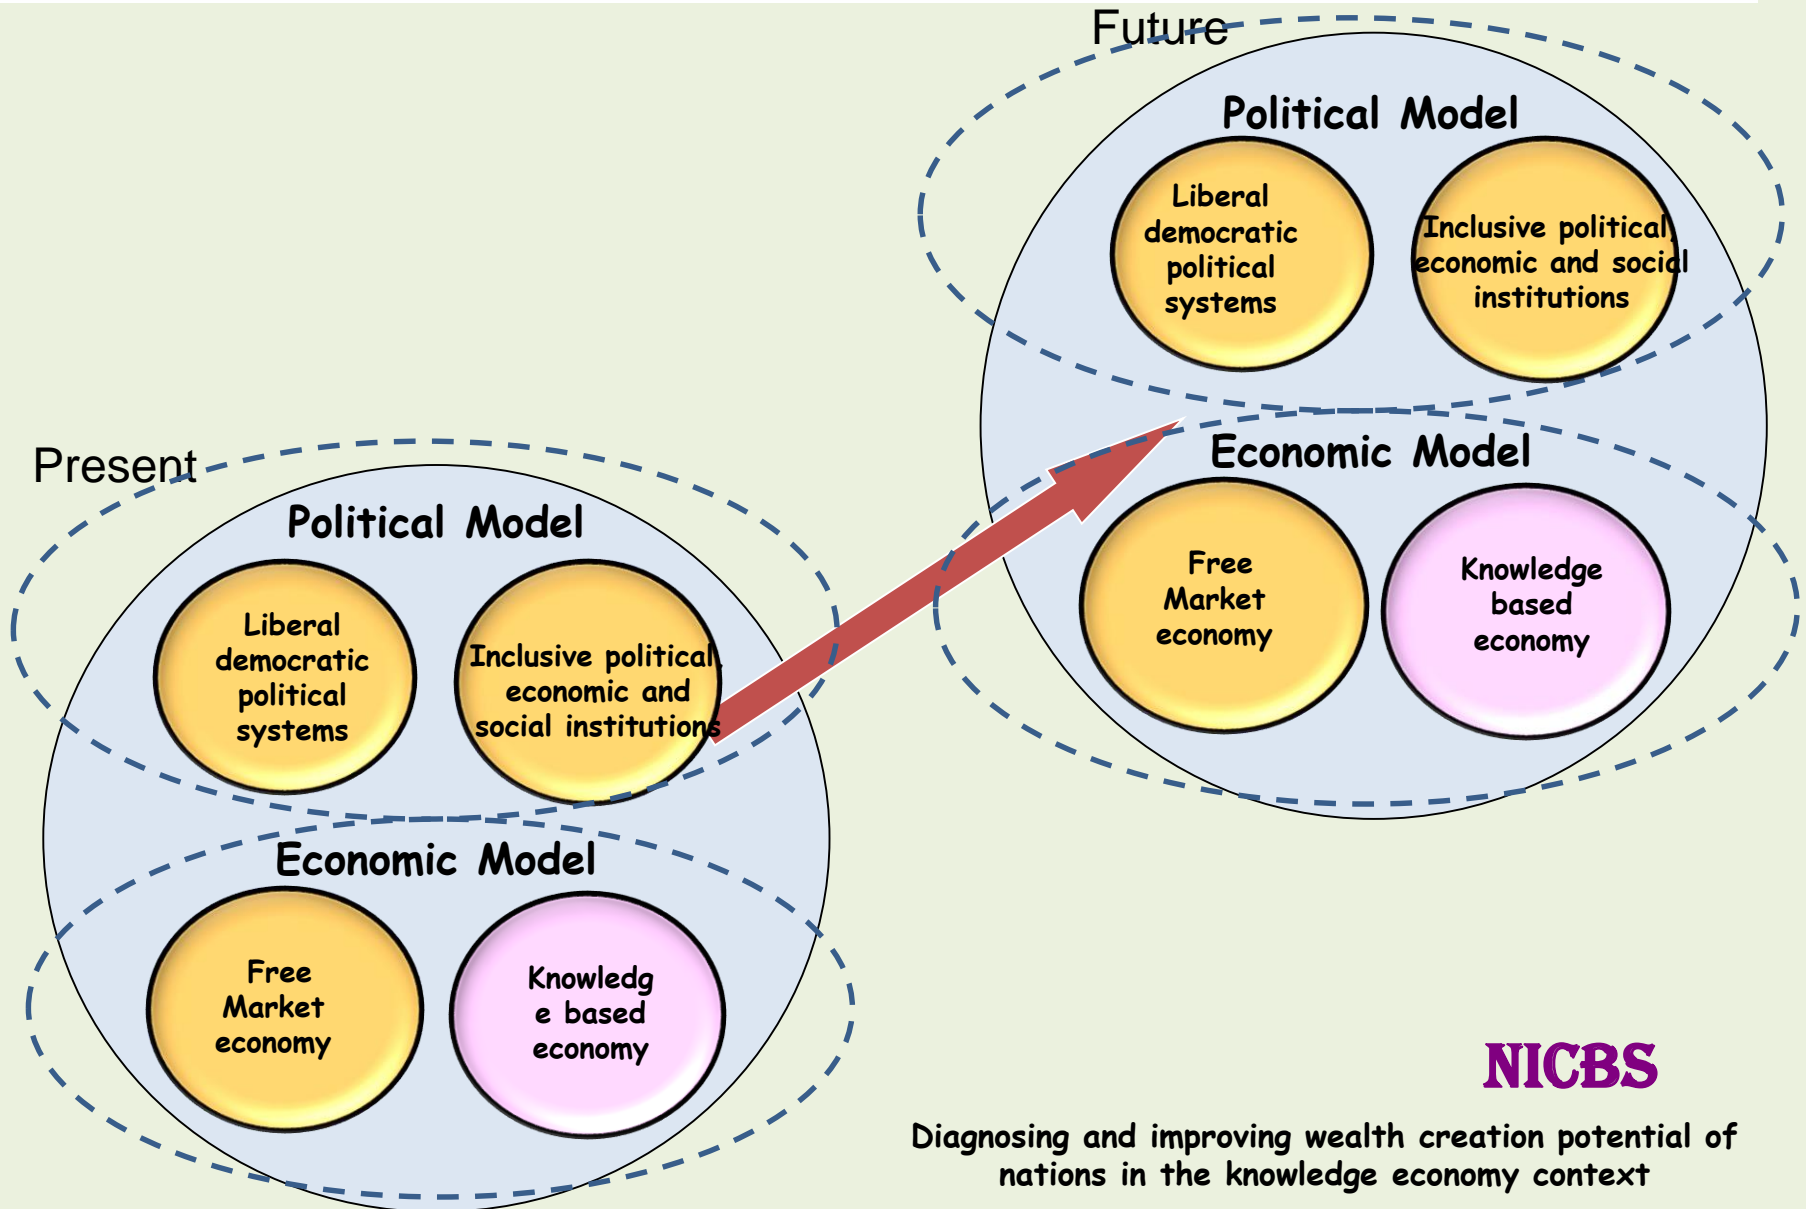 Future
Political Model
Liberal
democratic
political
systems
Inclusive political,
economic and social
institutions
Economic Model
Free
Market
economy
Knowledge
based
economy
Present
Political Model
Liberal
democratic
political
systems
Inclusive political,
economic and
social institutions
Economic Model
Free
Market
economy
Knowledg
e based
economy
NICBS
Diagnosing and improving wealth creation potential of
nations in the knowledge economy context